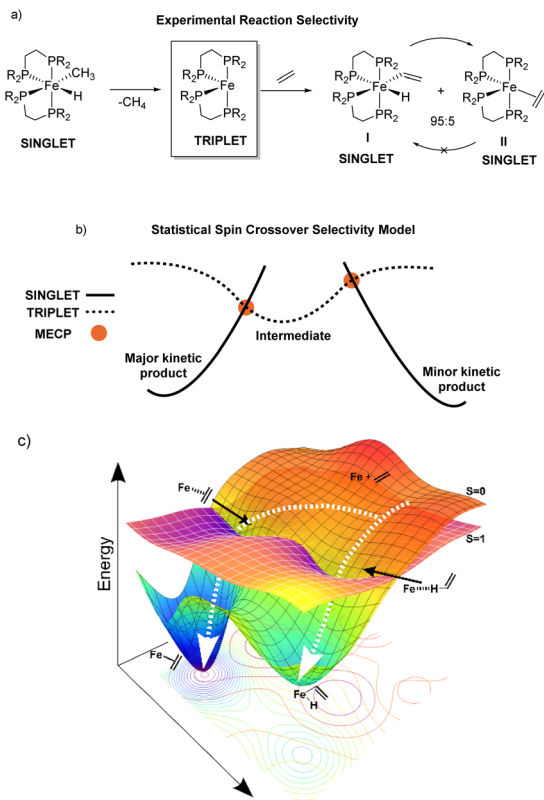 a)
Experimental Reaction Selectivity
PR2
R2P
Fe
CH3
H
R2P
PR2
SINGLET
-CH4
PR2
R2P
Fe
R2P
PR2
TRIPLET
PR2
R2P
Fe
H
R2P
PR2
I
SINGLET
+
95:5
PR2
R2P
Fe
R2P
PR2
II
SINGLET
b)
Statistical Spin Crossover Selectivity Model
SINGLET
TRIPLET
MECP
Intermediate
Major kinetic
product
Minor kinetic
product
c)
Energy
Fe
Fe +
S=0
S=1
Fe H
Fe
Fe
H